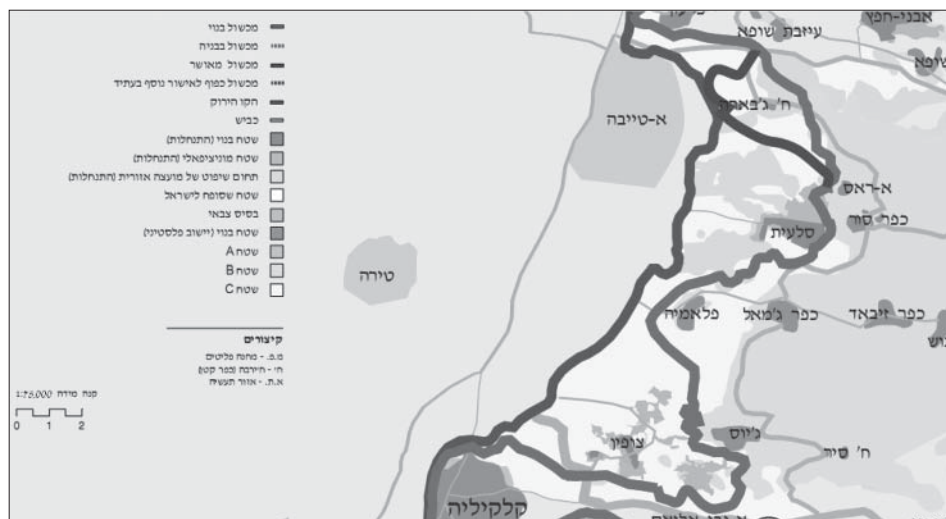 מכשול בנוי
מכשול בבניה
מכשול מאושר
מכשול כפוף לאישור נוסף בעתיד
הקו הירוק
כביש
שטח בנוי (התנחלות)
שטח מוניציפאלי (התנחלות)
תחום שיפוט של מועצה אזורית (התנחלות)
שטח שסופח לישראל
בסיס צבאי
שטח בנוי (יישוב פלסטיני)
שטח A
שטח B
שטח C
קיצורים
מ.פ. - מחנה פליטים
ח' - ח'ירבה (כפר קטן)
א.ת. - אזור תעשיה
קנה מידה 1:75,000
0 1 2
אבני-חפץ
עיזבת שופא
שופא
ח' ג'בארה
א-טייבה
א-ראס
כפר סור
סלעית
טירה
פלאמיה
כפר ג'מאל
כפר זיבאד
ג'יוס
צופין
ח' סיר
קלקיליה